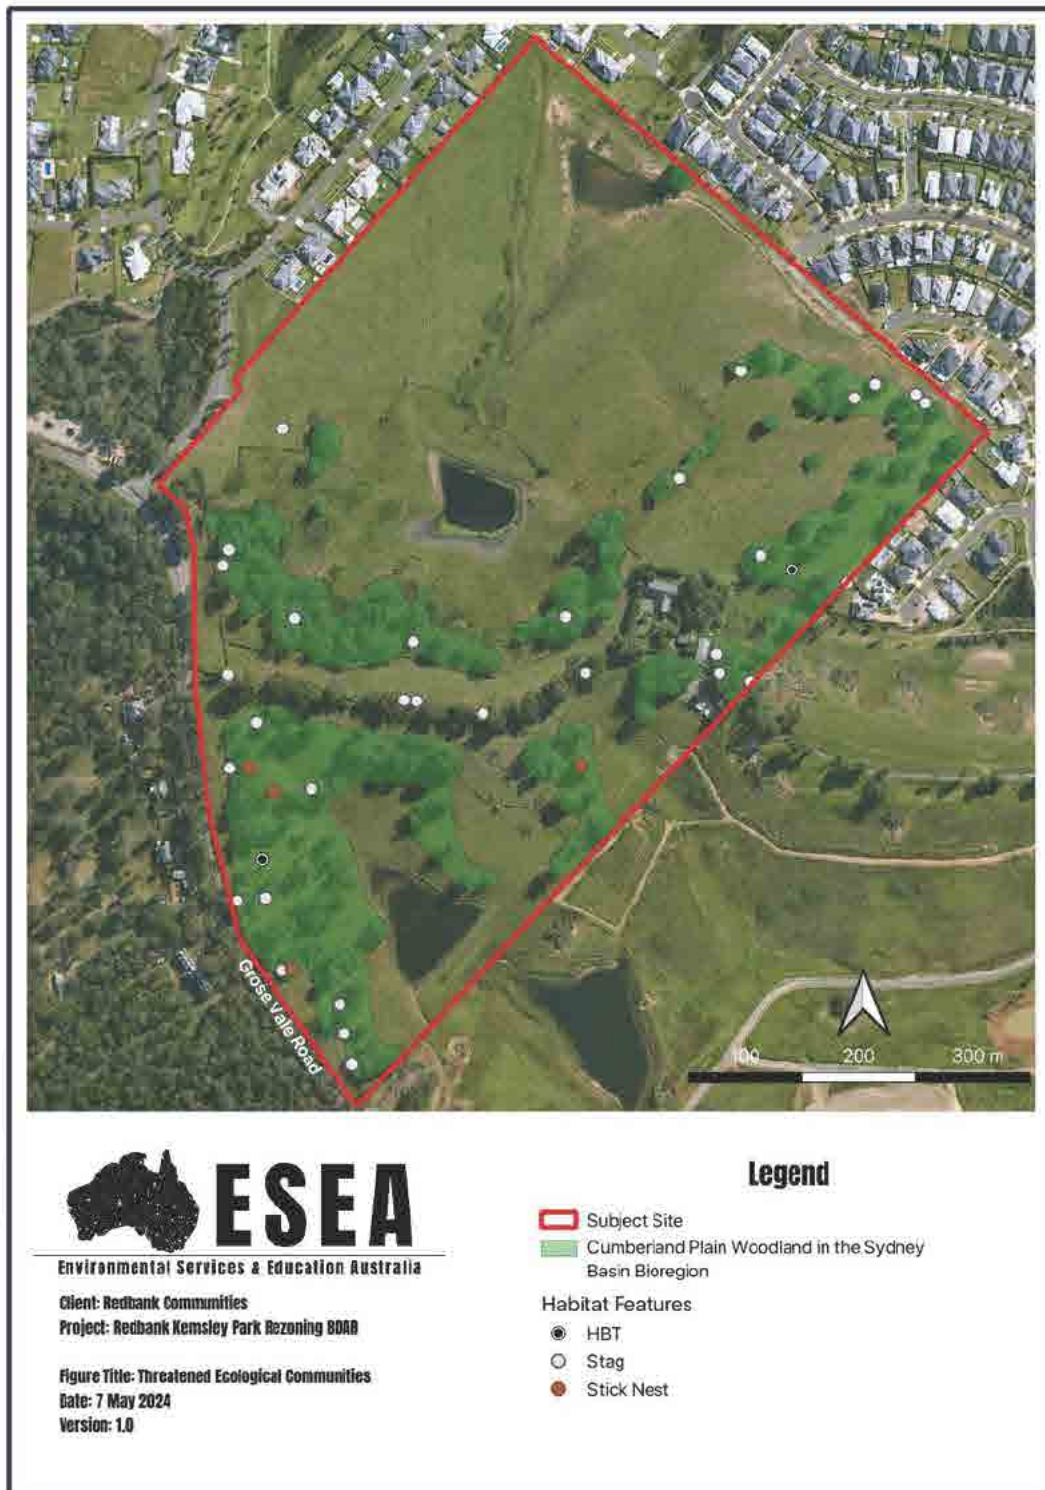 Grose Vale Road
100 200 300 m
ESEA
Environmental Services & Education Australia
Client: Redbank Communities
Project: Redbank Kemsley Park Rezoning BDAR
Figure Title: Threatened Ecological Communities
Date: 7 May 2024
Version: 1.0
Legend
Subject Site
Cumberland Plain Woodland in the Sydney
Basin Bioregion
Habitat Features
HBT
Stag
Stick Nest